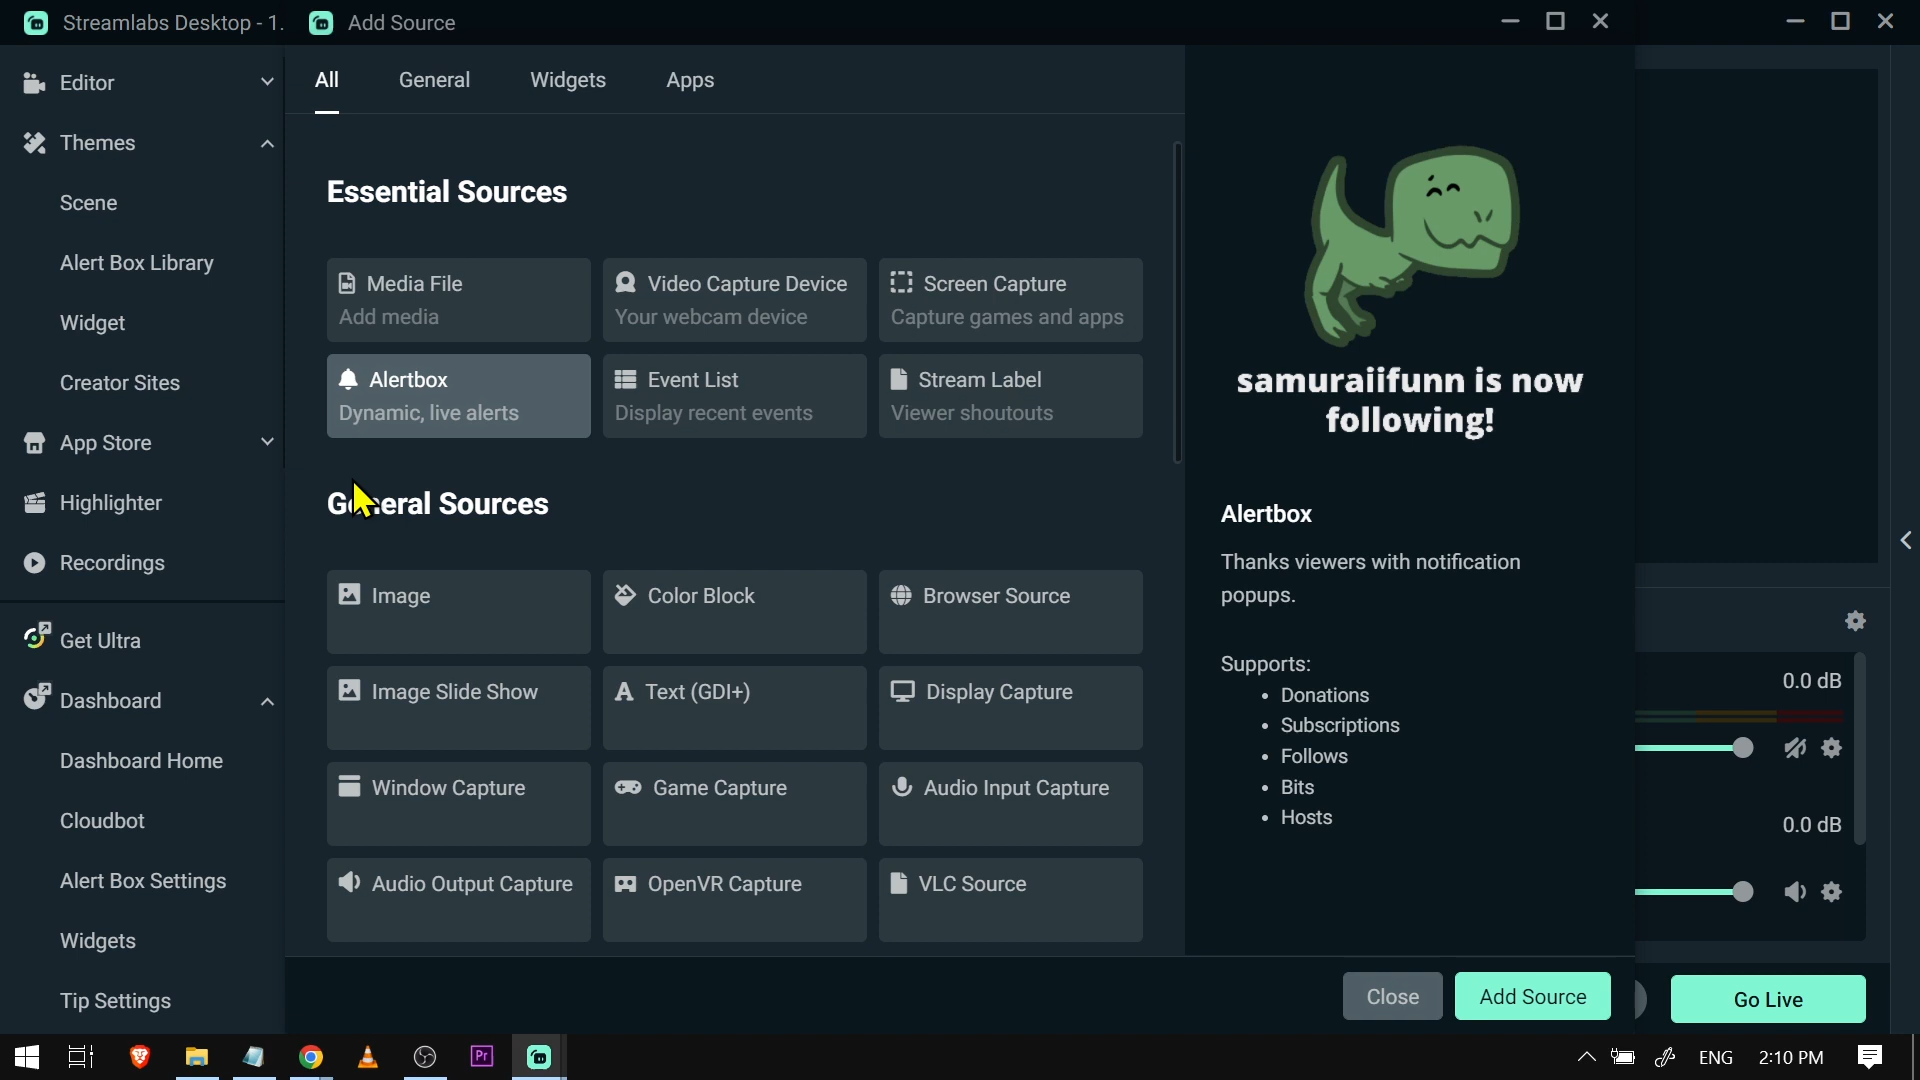 Streamlabs Desktop - 1.
Add Source
Editor
Themes
Scene
Alert Box Library
Widget
Creator Sites
App Store
Highlighter
Recordings
Get Ultra
Dashboard
Dashboard Home
Cloudbot
Alert Box Settings
Widgets
Tip Settings
All General Widgets Apps
Essential Sources
Media File
Add media
Video Capture Device
Your webcam device
Screen Capture
Capture games and apps
Alertbox
Dynamic, live alerts
Event List
Display recent events
Stream Label
Viewer shoutouts
General Sources
Image
Color Block
Browser Source
Image Slide Show
Text (GDI+)
Display Capture
Window Capture
Game Capture
Audio Input Capture
Audio Output Capture
OpenVR Capture
VLC Source
samuraiifunn is now
following!
Alertbox
Thanks viewers with notification
popups.
Supports:
• Donations
• Subscriptions
• Follows
• Bits
• Hosts
0.0 dB
0.0 dB
Close
Add Source
Go Live
Pr
ENG
2:10 PM